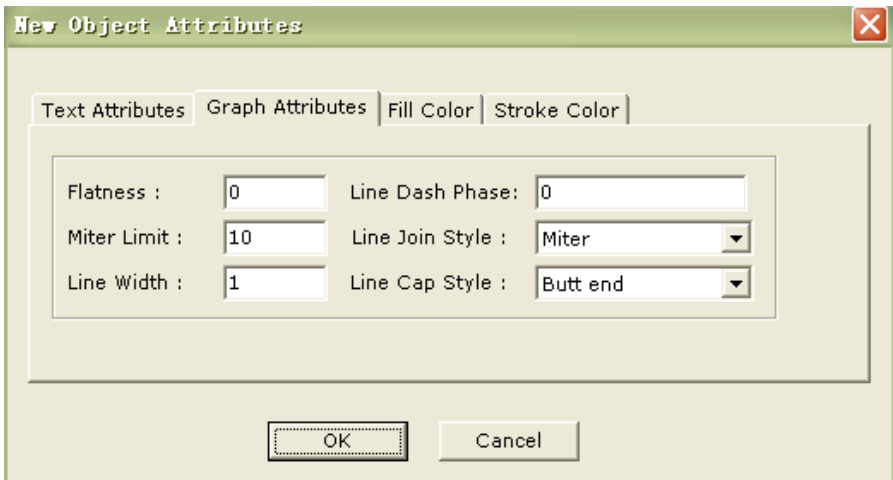 New Object Attributes
Text Attributes Graph Attributes Fill Color Stroke Color
Flatness : 0 Line Dash Phase: 0
Miter Limit : 10 Line Join Style : Miter
Line Width : 1 Line Cap Style : Butt end
OK Cancel